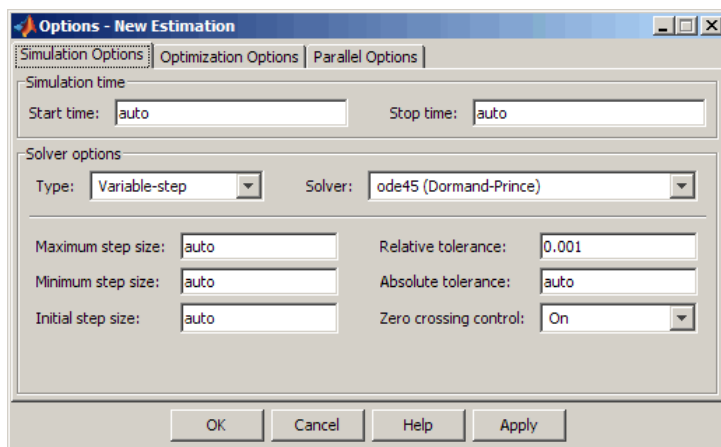 Options - New Estimation
Simulation Options Optimization Options Parallel Options
Simulation time
Start time: auto Stop time: auto
Solver options
Type: Variable-step Solver: ode45 (Dormand-Prince)
Maximum step size: auto Relative tolerance: 0.001
Minimum step size: auto Absolute tolerance: auto
Initial step size: auto Zero crossing control: On
OK Cancel Help Apply